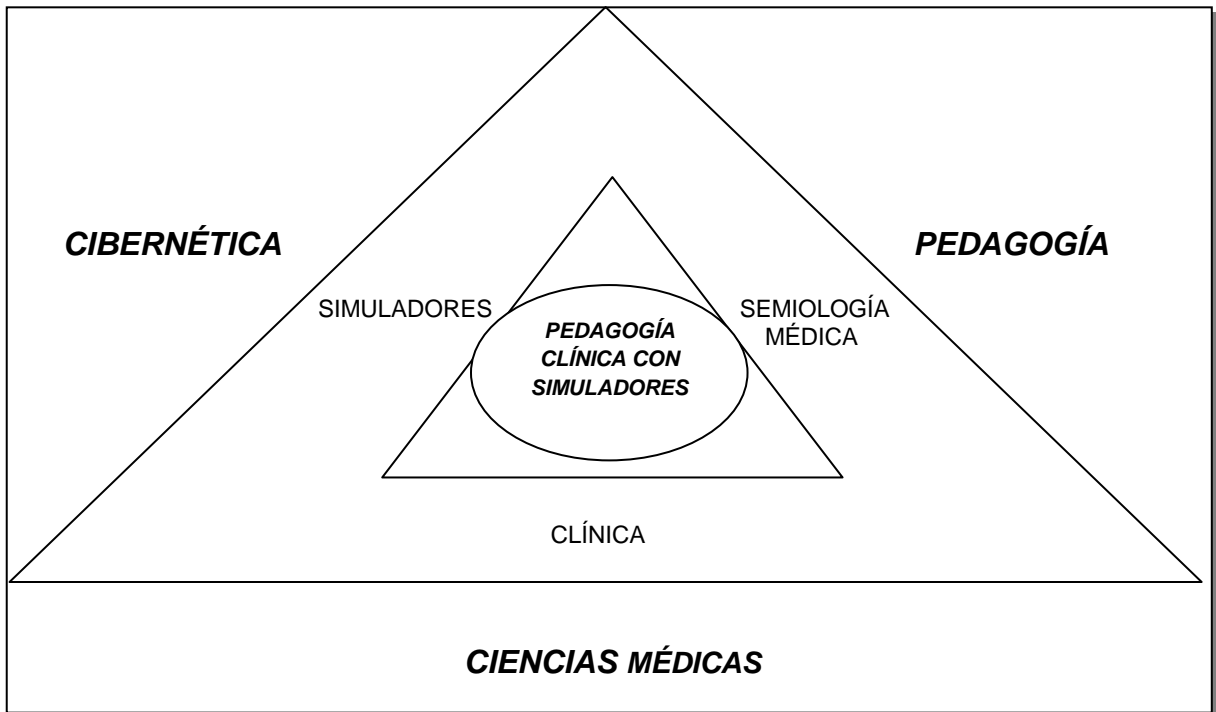 CIBERNÉTICA
PEDAGOGÍA
SIMULADORES
SEMIOLOGÍA
MÉDICA
PEDAGOGÍA
CLÍNICA CON
SIMULADORES
CLÍNICA
CIENCIAS MÉDICAS